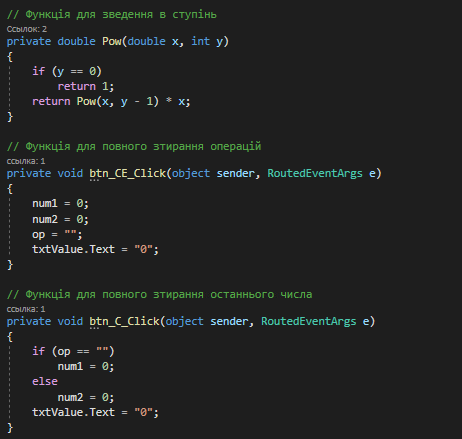 // Функція для зведення в ступінь
Ссылок: 2
private double Pow(double x, int y)
{
if (y == 0)
return 1;
return Pow(x, y - 1) * x;
}
// Функція для повного зтирання операцій
ссылка: 1
private void btn_CE_Click(object sender, RoutedEventArgs e)
{
num1 = 0;
num2 = 0;
op = "";
txtValue.Text = "0";
}
// Функція для повного зтирання останнього числа
ссылка: 1
private void btn_C_Click(object sender, RoutedEventArgs e)
{
if (op == "")
num1 = 0;
else
num2 = 0;
txtValue.Text = "0";
}